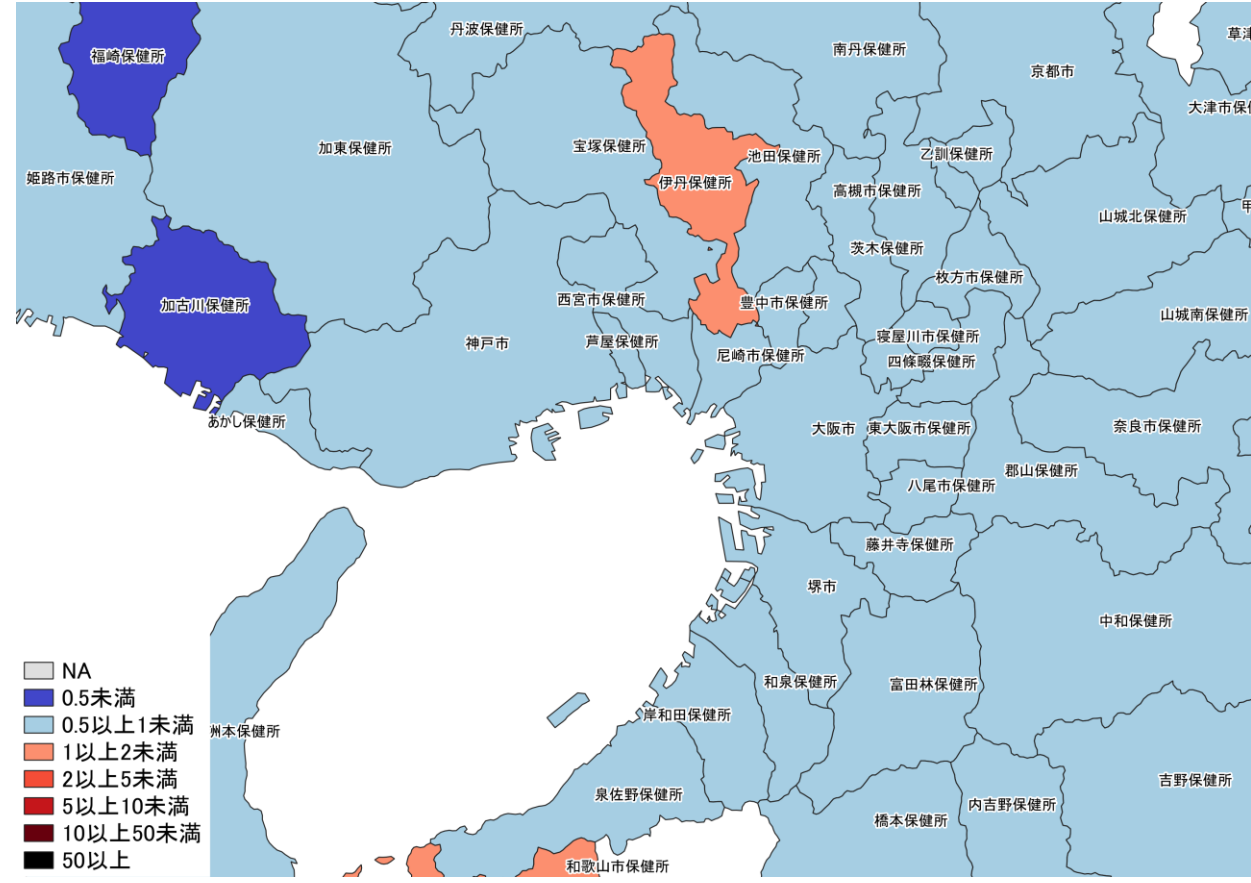 丹波保健所
南丹保健所
草津
福崎保健所
京都市
大津市保健
加東保健所
宝塚保健所
池田保健所
乙訓保健所
姫路市保健所
伊丹保健所
高槻市保健所
山城北保健所
甲
茨木保健所
枚方市保健所
加古川保健所
西宮市保健所
豊中市保健所
山城南保健所
神戸市
芦屋保健所
尼崎市保健所
寝屋川市保健所
四條畷保健所
あかし保健所
大阪市
東大阪市保健所
奈良市保健所
郡山保健所
八尾市保健所
藤井寺保健所
堺市
中和保健所
和泉保健所
富田林保健所
岸和田保健所
洲本保健所
吉野保健所
泉佐野保健所
内吉野保健所
橋本保健所
和歌山市保健所
NA
0.5未満
0.5以上1未満
1以上2未満
2以上5未満
5以上10未満
10以上50未満
50以上